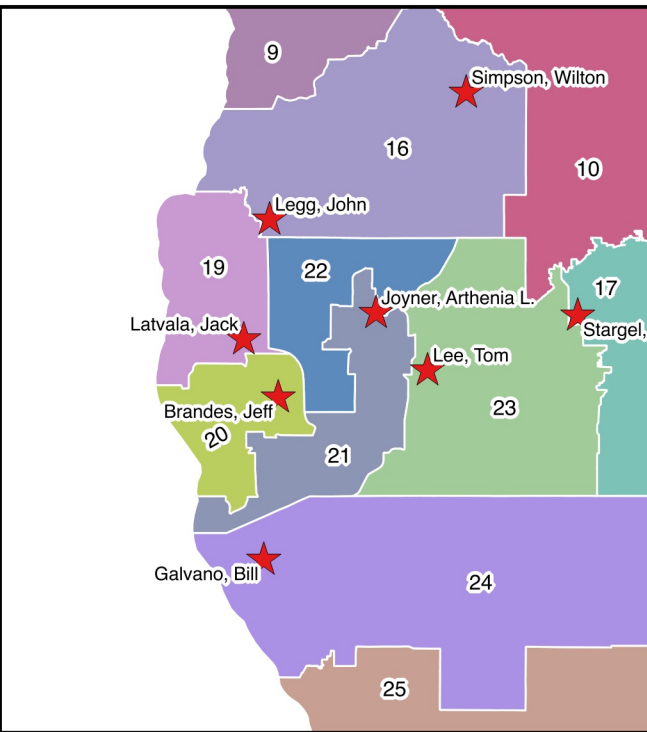 9
Simpson, Wilton
16
10
Legg, John
19
22
17
Joyner, Arthenia L.
Latvala, Jack
Stargel,
Lee, Tom
Brandes, Jeff
23
20
21
Galvano, Bill
24
25